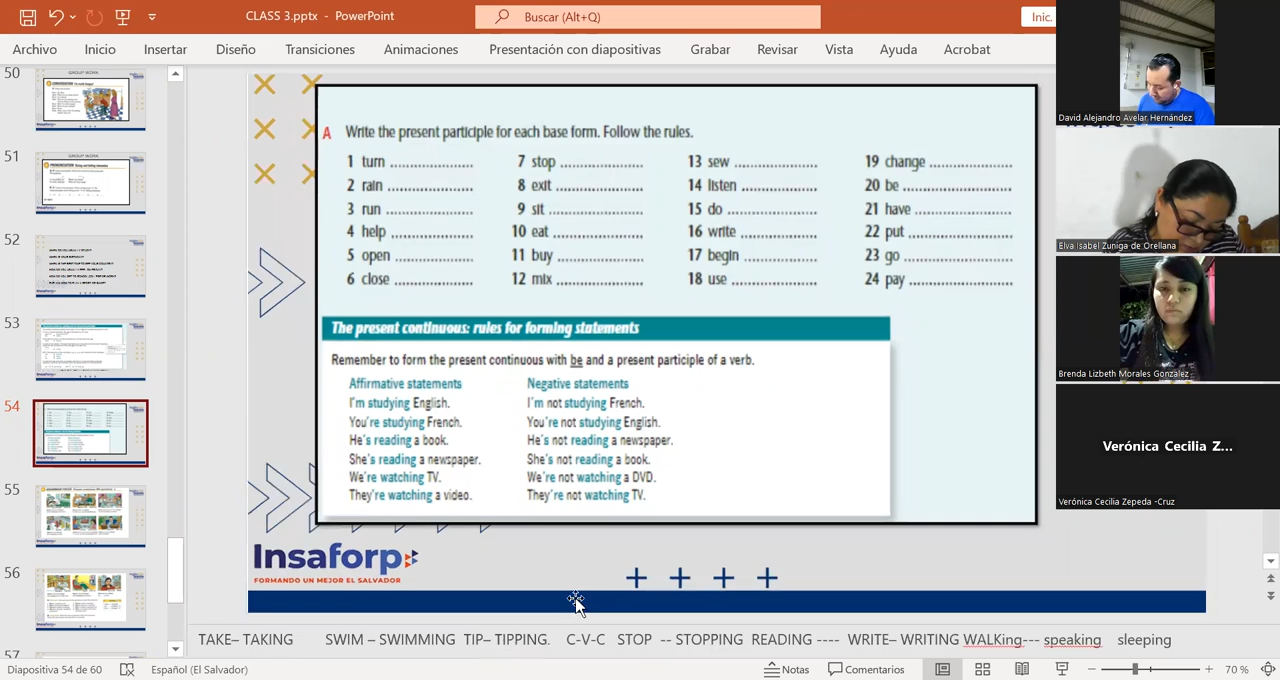 CLASS 3.pptx - PowerPoint
Buscar (Alt+Q)
Inic.
Archivo Inicio Insertar Diseño Transiciones Animaciones Presentación con diapositivas Grabar Revisar Vista Ayuda Acrobat
50
51
52
53
54
55
56
57
A Write the present participle for each base form. Follow the rules.
1 turn ..................... 7 stop ..................... 13 sew ..................... 19 change .....................
2 rain ..................... 8 exit ..................... 14 listen ..................... 20 be .....................
3 run ..................... 9 sit ..................... 15 do ..................... 21 have .....................
4 help ..................... 10 eat ..................... 16 write ..................... 22 put .....................
5 open ..................... 11 buy ..................... 17 begin ..................... 23 go .....................
6 close ..................... 12 mix ..................... 18 use ..................... 24 pay .....................
The present continuous: rules for forming statements
Remember to form the present continuous with be and a present participle of a verb.
Affirmative statements Negative statements
I'm studying English. I'm not studying French.
You're studying French. You're not studying English.
He's reading a book. He's not reading a newspaper.
She's reading a newspaper. She's not reading a book.
We're watching TV. We're not watching a DVD.
They're watching a video. They're not watching TV.
Insaforp
FORMANDO UN MEJOR EL SALVADOR
TAKE– TAKING SWIM – SWIMMING TIP– TIPPING. C-V-C STOP -- STOPPING READING ---- WRITE– WRITING WALKing--- speaking sleeping
Diapositiva 54 de 60 Español (El Salvador) Notas Comentarios 70 %
David Alejandro Avelar Hernández
Elva Isabel Zuniga de Orellana
Brenda Lizbeth Morales González
Verónica Cecilia Z...
Verónica Cecilia Zepeda -Cruz